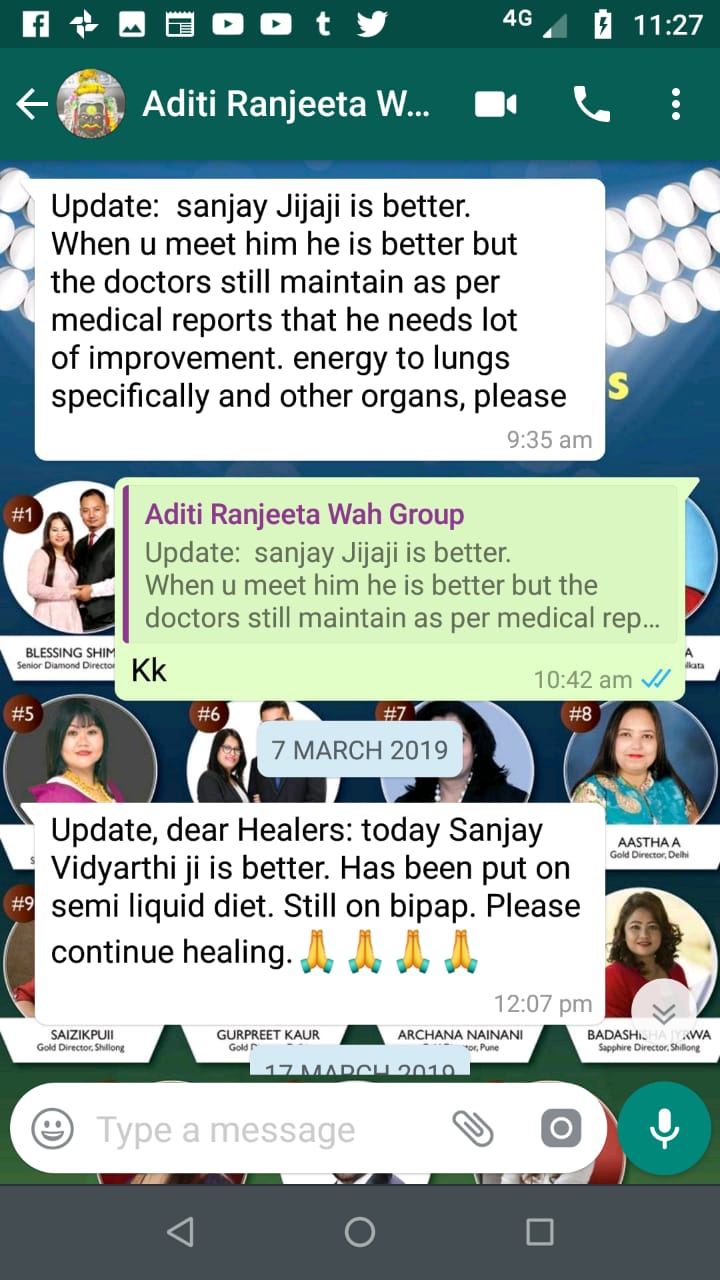 4G 11:27
Aditi Ranjeeta W...
Update:  sanjay Jijaji is better.
When u meet him he is better but
the doctors still maintain as per
medical reports that he needs lot
of improvement. energy to lungs
specifically and other organs, please
9:35 am
S
#1
Aditi Ranjeeta Wah Group
Update:  sanjay Jijaji is better.
When u meet him he is better but the
doctors still maintain as per medical rep...
Kk
10:42 am
BLESSING SHIM
Senior Diamond Directo
A
lkata
#5
#6
#7
#8
7 MARCH 2019
Update, dear Healers: today Sanjay
Vidyarthi ji is better. Has been put on
semi liquid diet. Still on bipap. Please
continue healing.🙏🙏🙏🙏
12:07 pm
S
AASTHA A
Gold Director, Delhi
#9
SAIZIKPUII
Gold Director, Shillong
GURPREET KAUR
Gold D
ARCHANA NAINANI
tor, Pune
BADASHISHA JYRWA
Sapphire Director, Shillong
17 MARCH 2019
Type a message